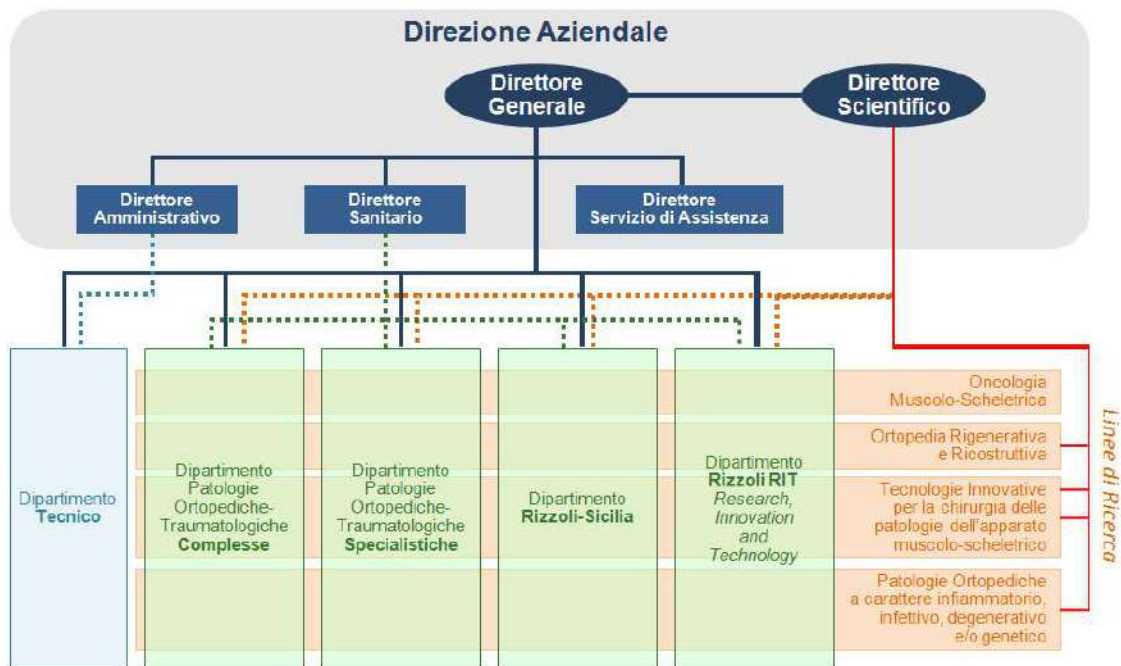 Direzione Aziendale
Direttore
Generale
Direttore
Scientifico
Direttore
Amministrativo
Direttore
Sanitario
Direttore
Servizio di Assistenza
Dipartimento
Tecnico
Dipartimento
Patologie
Ortopediche-
Traumatologiche
Complesse
Dipartimento
Patologie
Ortopediche-
Traumatologiche
Specialistiche
Dipartimento
Rizzoli-Sicilia
Dipartimento
Rizzoli RIT
Research,
Innovation
and
Technology
Oncologia
Muscolo-Scheletrica
Ortopedia Rigenerativa
e Ricostruttiva
Tecnologie Innovative
per la chirurgia delle
patologie dell'apparato
muscolo-scheletrico
Patologie Ortopediche
a carattere infiammatorio,
infettivo, degenerativo
e/o genetico
Linee di Ricerca